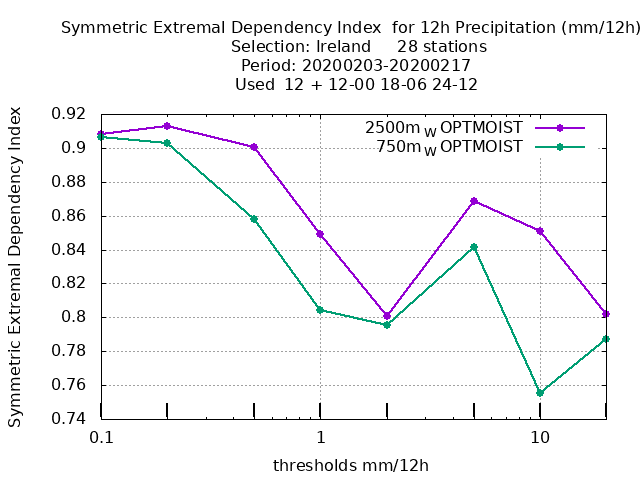 Symmetric Extremal Dependency Index  for 12h Precipitation (mm/12h)
Selection: Ireland     28 stations
Period: 20200203-20200217
Used  12 + 12-00 18-06 24-12
2500m W OPTMOIST
750m W OPTMOIST
Symmetric Extremal Dependency Index
0.92
0.9
0.88
0.86
0.84
0.82
0.8
0.78
0.76
0.74
0.1 1 10
thresholds mm/12h